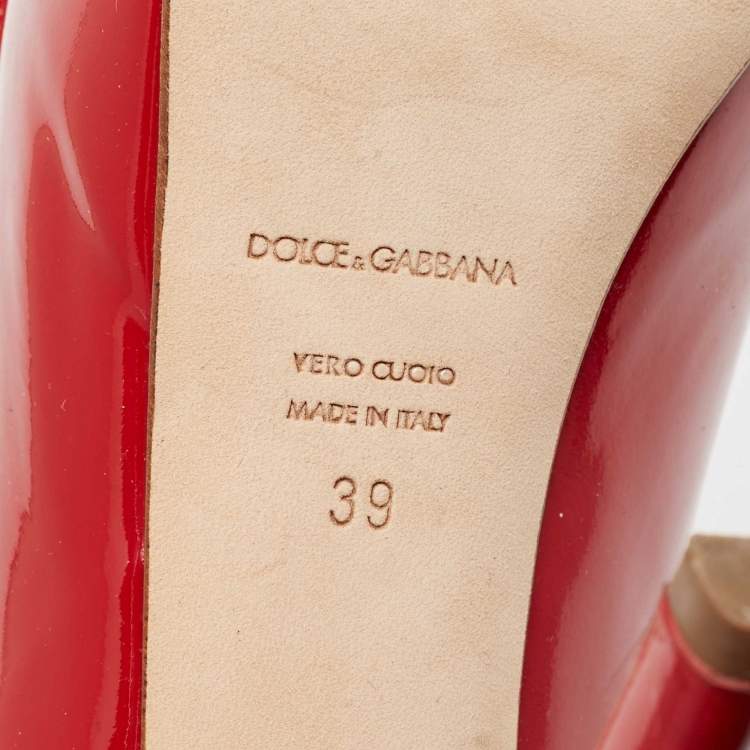 DOLCE & GABBANA
VERO CUOIO
MADE IN ITALY
39